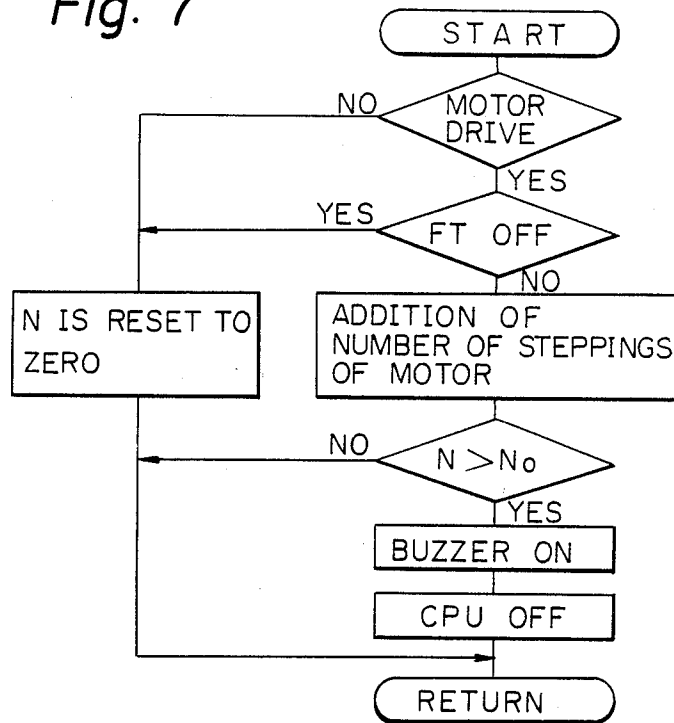 Fig. 7
START
NO
MOTOR
DRIVE
YES
YES
FT OFF
NO
N IS RESET TO
ZERO
ADDITION OF
NUMBER OF STEPPINGS
OF MOTOR
NO
N > No
YES
BUZZER ON
CPU OFF
RETURN